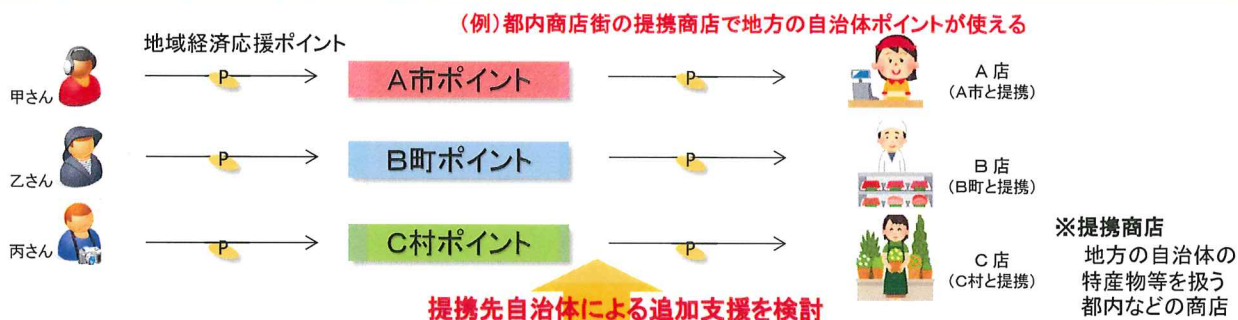 (例)都内商店街の提携商店で地方の自治体ポイントが使える
地域経済応援ポイント
甲さん
P
A市ポイント
P
A店
(A市と提携)
乙さん
P
B町ポイント
P
B店
(B町と提携)
丙さん
P
C村ポイント
P
C店
(C村と提携)
※提携商店
地方の自治体の
特産物等を扱う
都内などの商店
提携先自治体による追加支援を検討